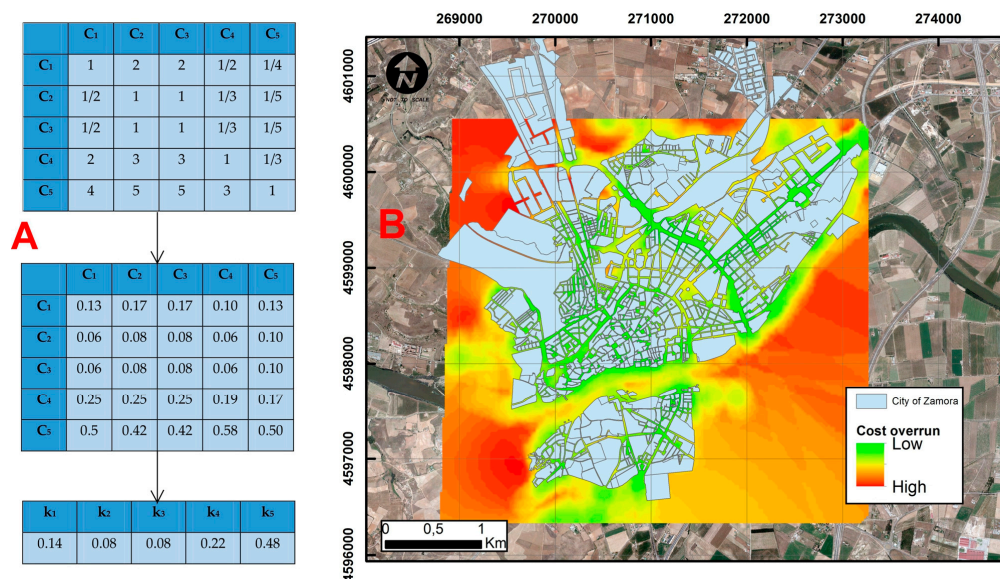 C1 C2 C3 C4 C5
C1 1 2 2 1/2 1/4
C2 1/2 1 1 1/3 1/5
C3 1/2 1 1 1/3 1/5
C4 2 3 3 1 1/3
C5 4 5 5 3 1
A
C1 C2 C3 C4 C5
C1 0.13 0.17 0.17 0.10 0.13
C2 0.06 0.08 0.08 0.06 0.10
C3 0.06 0.08 0.08 0.06 0.10
C4 0.25 0.25 0.25 0.19 0.17
C5 0.5 0.42 0.42 0.58 0.50
k1 k2 k3 k4 k5
0.14 0.08 0.08 0.22 0.48
269000 270000 271000 272000 273000 274000
4601000
4600000
4599000
4598000
4597000
4596000
N
NOT TO SCALE
B
City of Zamora
Cost overrun
Low
High
0 0,5 1
Km